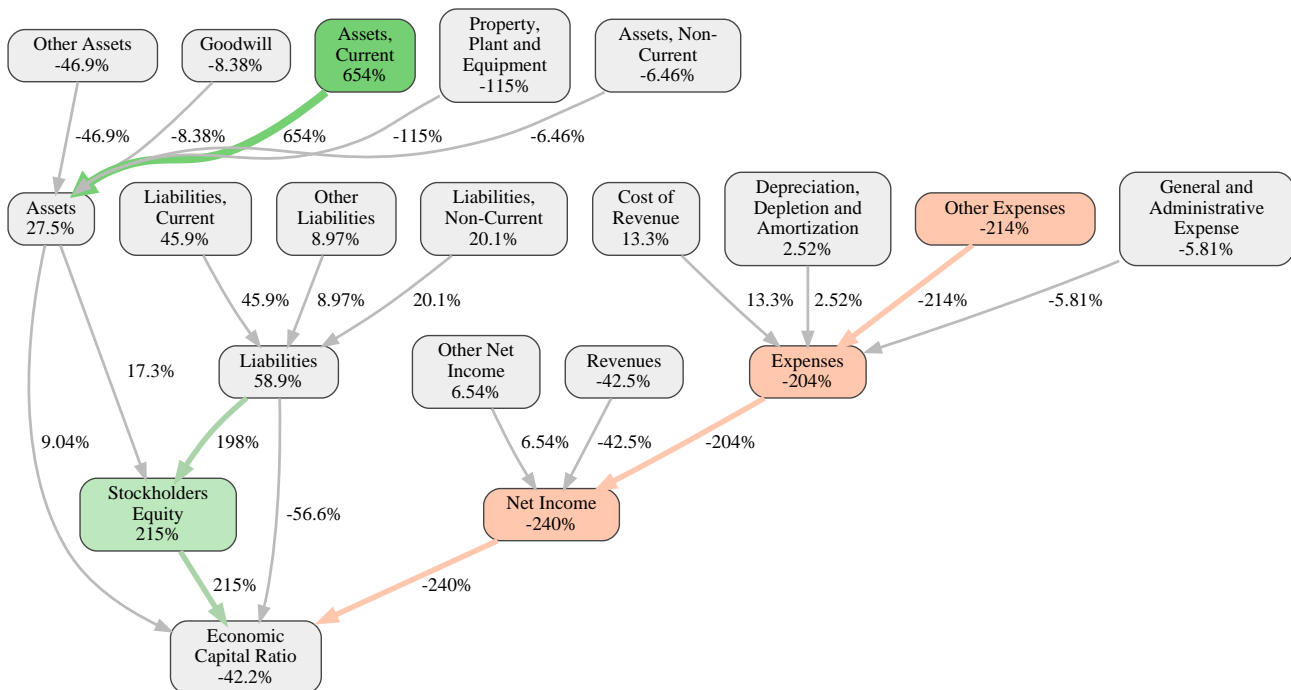 Other Assets
-46.9%
Goodwill
-8.38%
Assets,
Current
654%
Property,
Plant and
Equipment
-115%
Assets, Non-
Current
-6.46%
-46.9%
-8.38%
654%
-115%
-6.46%
Assets
27.5%
Liabilities,
Current
45.9%
Other
Liabilities
8.97%
Liabilities,
Non-Current
20.1%
Cost of
Revenue
13.3%
Depreciation,
Depletion and
Amortization
2.52%
Other Expenses
-214%
General and
Administrative
Expense
-5.81%
45.9%
8.97%
20.1%
13.3%
2.52%
-214%
-5.81%
Liabilities
58.9%
Other Net
Income
6.54%
Revenues
-42.5%
Expenses
-204%
17.3%
9.04%
198%
6.54%
-42.5%
-204%
Stockholders
Equity
215%
-56.6%
Net Income
-240%
215%
-240%
Economic
Capital Ratio
-42.2%